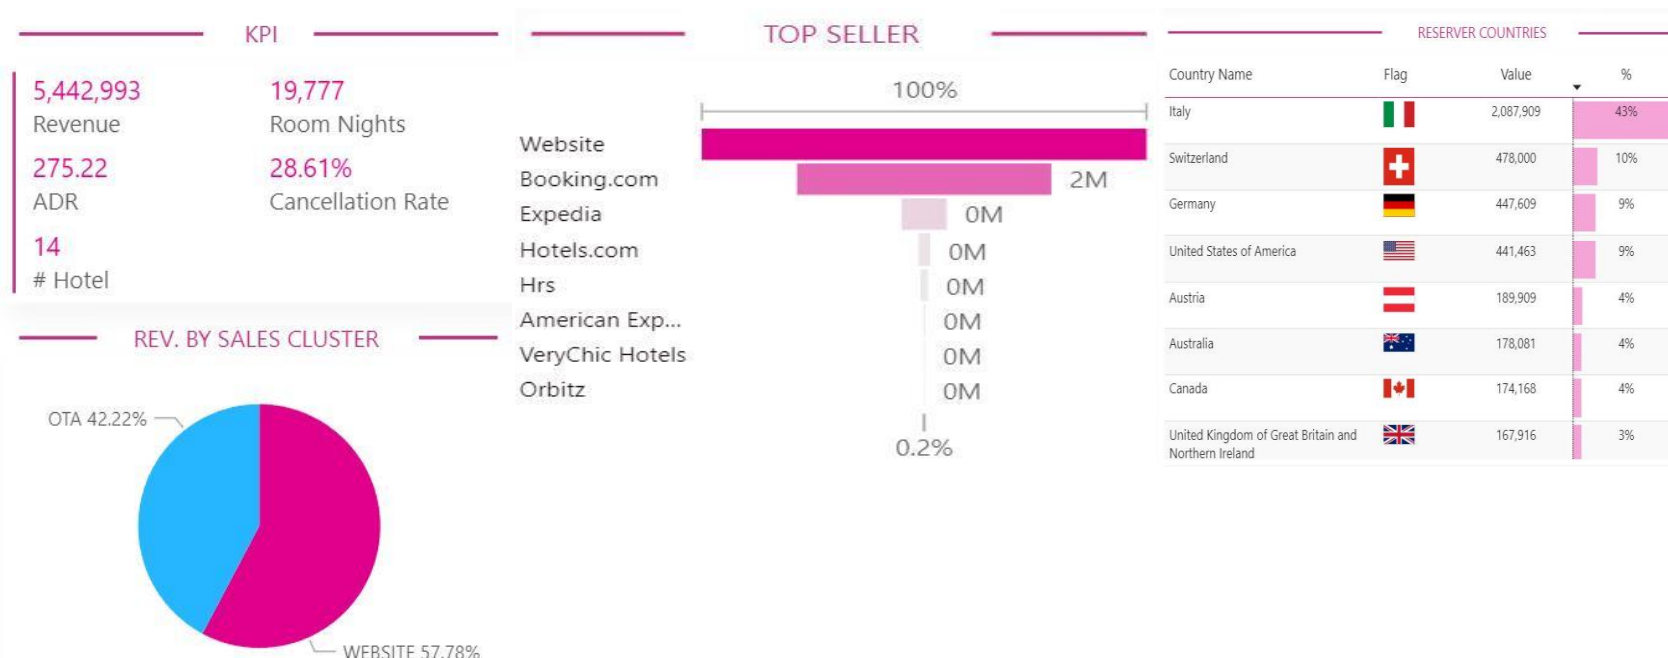 KPI
5,442,993
Revenue
19,777
Room Nights
275.22
ADR
28.61%
Cancellation Rate
14
# Hotel
REV. BY SALES CLUSTER
OTA 42.22%
WEBSITE 57.78%
TOP SELLER
100%
Website
Booking.com 2M
Expedia 0M
Hotels.com 0M
Hrs 0M
American Exp... 0M
VeryChic Hotels 0M
Orbitz 0M
0.2%
RESERVER COUNTRIES
Country Name Flag Value %
Italy 2,087,909 43%
Switzerland 478,000 10%
Germany 447,609 9%
United States of America 441,463 9%
Austria 189,909 4%
Australia 178,081 4%
Canada 174,168 4%
United Kingdom of Great Britain and 167,916 3%
Northern Ireland